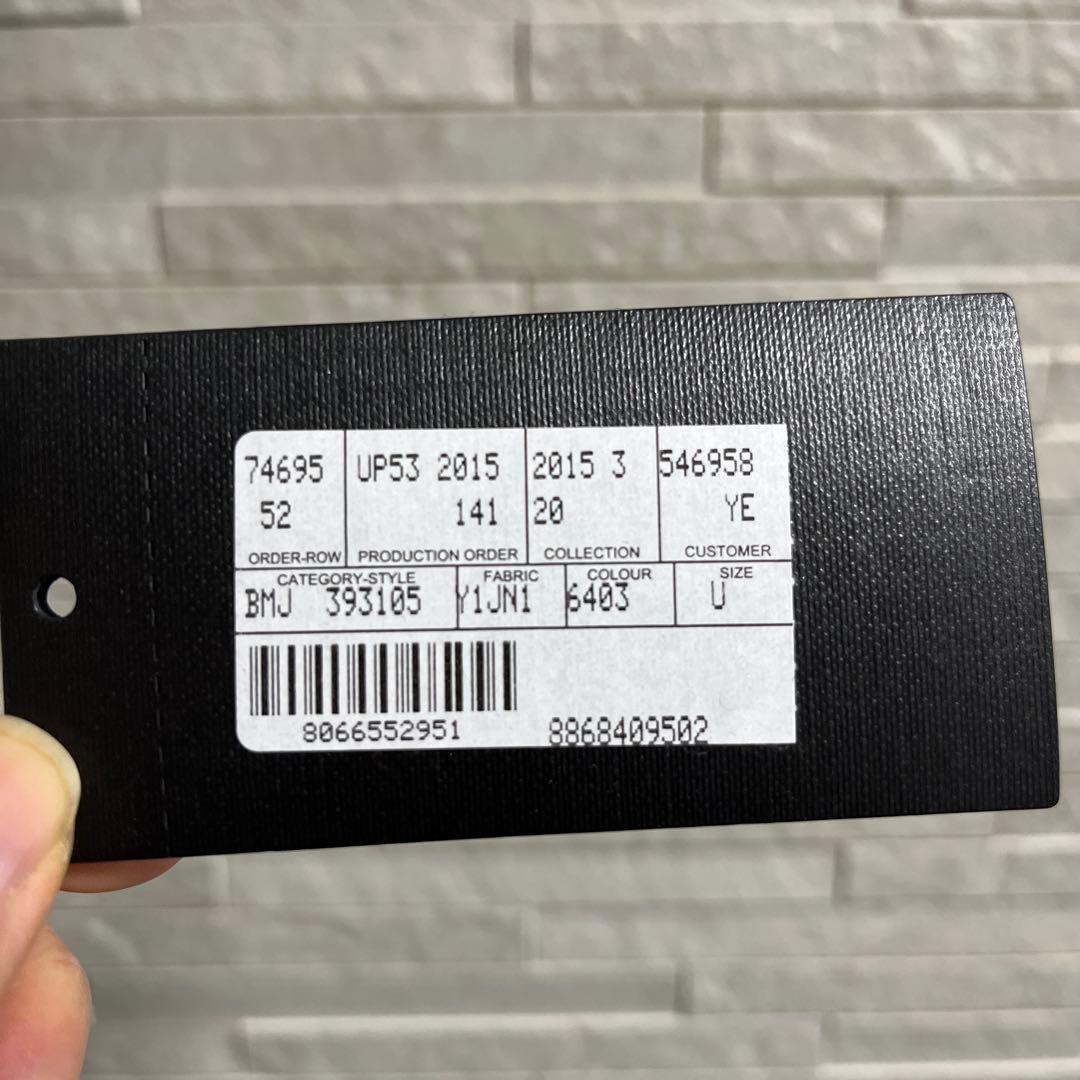 74695 UP53 2015 2015 3 546958
52 141 20 YE
ORDER-ROW PRODUCTION ORDER COLLECTION CUSTOMER
CATEGORY-STYLE FABRIC COLOUR SIZE
BMJ 393105 Y1JN1 6403 U
8066552951 8868409502